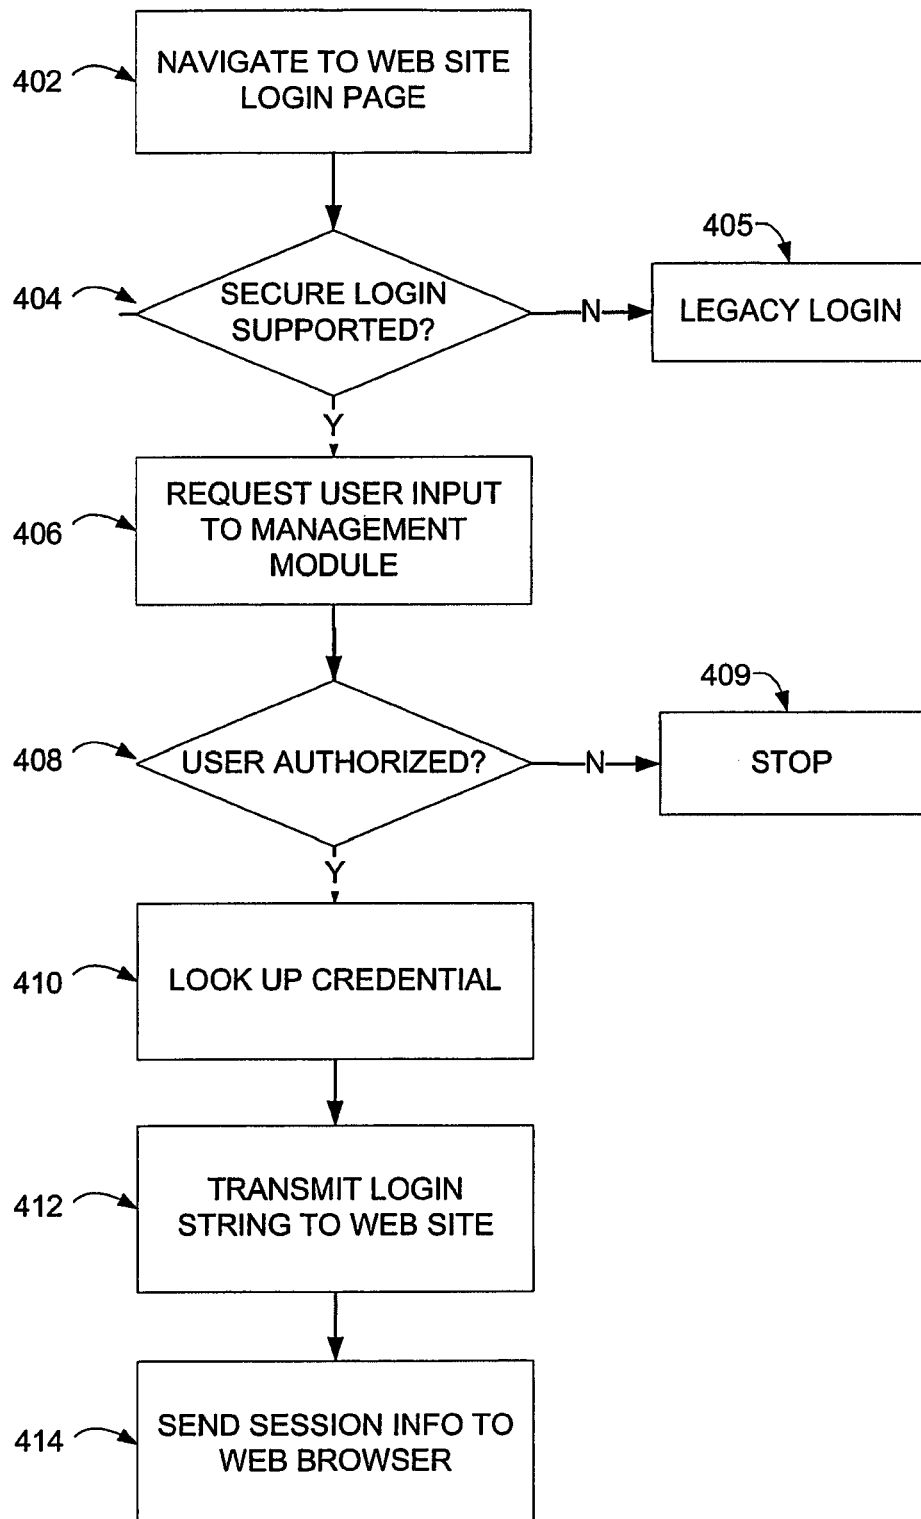 402
NAVIGATE TO WEB SITE
LOGIN PAGE
404
SECURE LOGIN
SUPPORTED?
N
405
LEGACY LOGIN
Y
406
REQUEST USER INPUT
TO MANAGEMENT
MODULE
408
USER AUTHORIZED?
N
409
STOP
Y
410
LOOK UP CREDENTIAL
412
TRANSMIT LOGIN
STRING TO WEB SITE
414
SEND SESSION INFO TO
WEB BROWSER